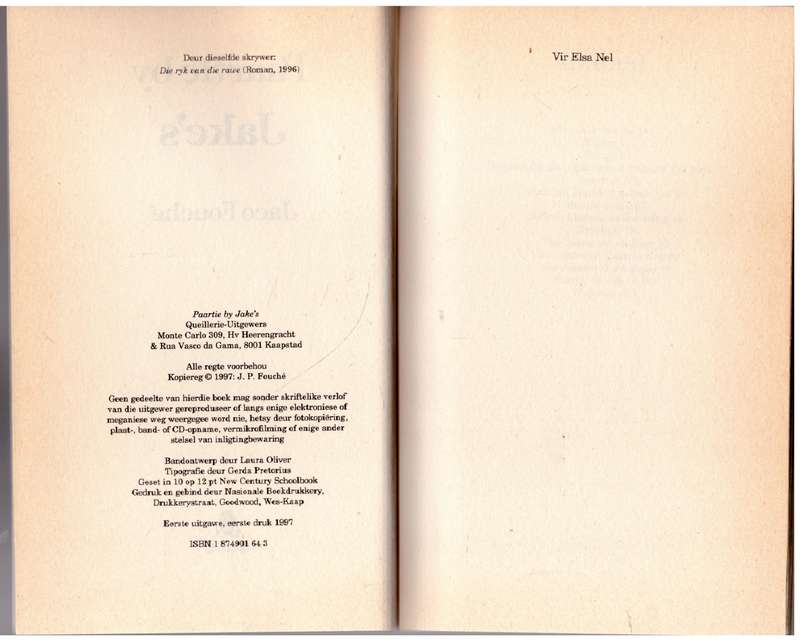 Deur dieselfde skrywer:
Die ryk van die rawe (Roman, 1996)
Paartie by Jake's
Queillerie-Uitgewers
Monte Carlo 309, Hv Heerengracht
& Rua Vasco da Gama, 8001 Kaapstad
Alle regte voorbehou
Kopiereg © 1997: J. P. Fouché
Geen gedeelte van hierdie boek mag sonder skriftelike verlof
van die uitgewer gereproduseer of langs enige elektroniese of
meganiese weg weergegee word nie, hetsy deur fotokopiëring,
plaat-, band- of CD-opname, vermikrofilming of enige ander
stelsel van inligtingbewaring
Bandontwerp deur Laura Oliver
Tipografie deur Gerda Pretorius
Geset in 10 op 12 pt New Century Schoolbook
Gedruk en gebind deur Nasionale Boekdrukkery,
Drukkerystraat, Goodwood, Wes-Kaap
Eerste uitgawe, eerste druk 1997
ISBN 1 874901 64 3
Vir Elsa Nel